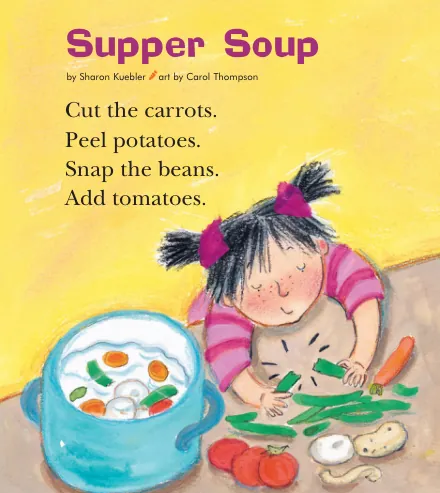 Supper Soup
by Sharon Kuebler art by Carol Thompson
Cut the carrots.
Peel potatoes.
Snap the beans.
Add tomatoes.